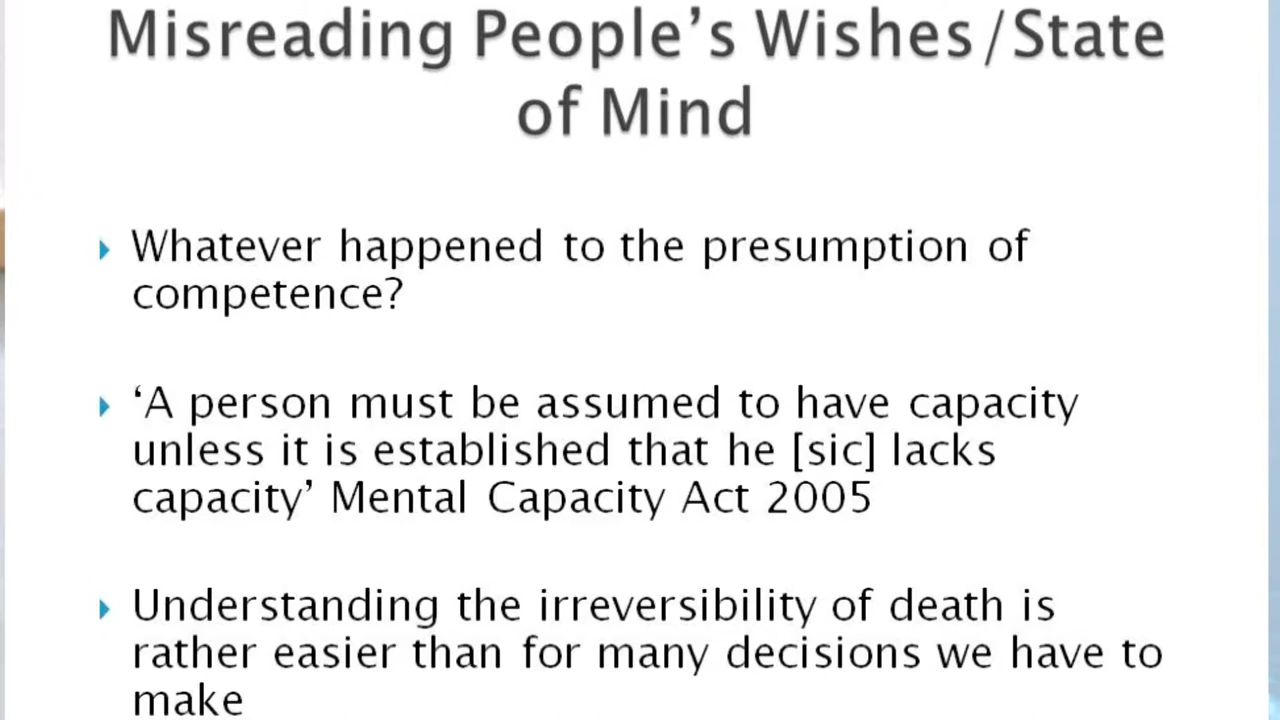 Misreading People’s Wishes/State
of Mind
Whatever happened to the presumption of
competence?
‘A person must be assumed to have capacity
unless it is established that he [sic] lacks
capacity’ Mental Capacity Act 2005
Understanding the irreversibility of death is
rather easier than for many decisions we have to
make